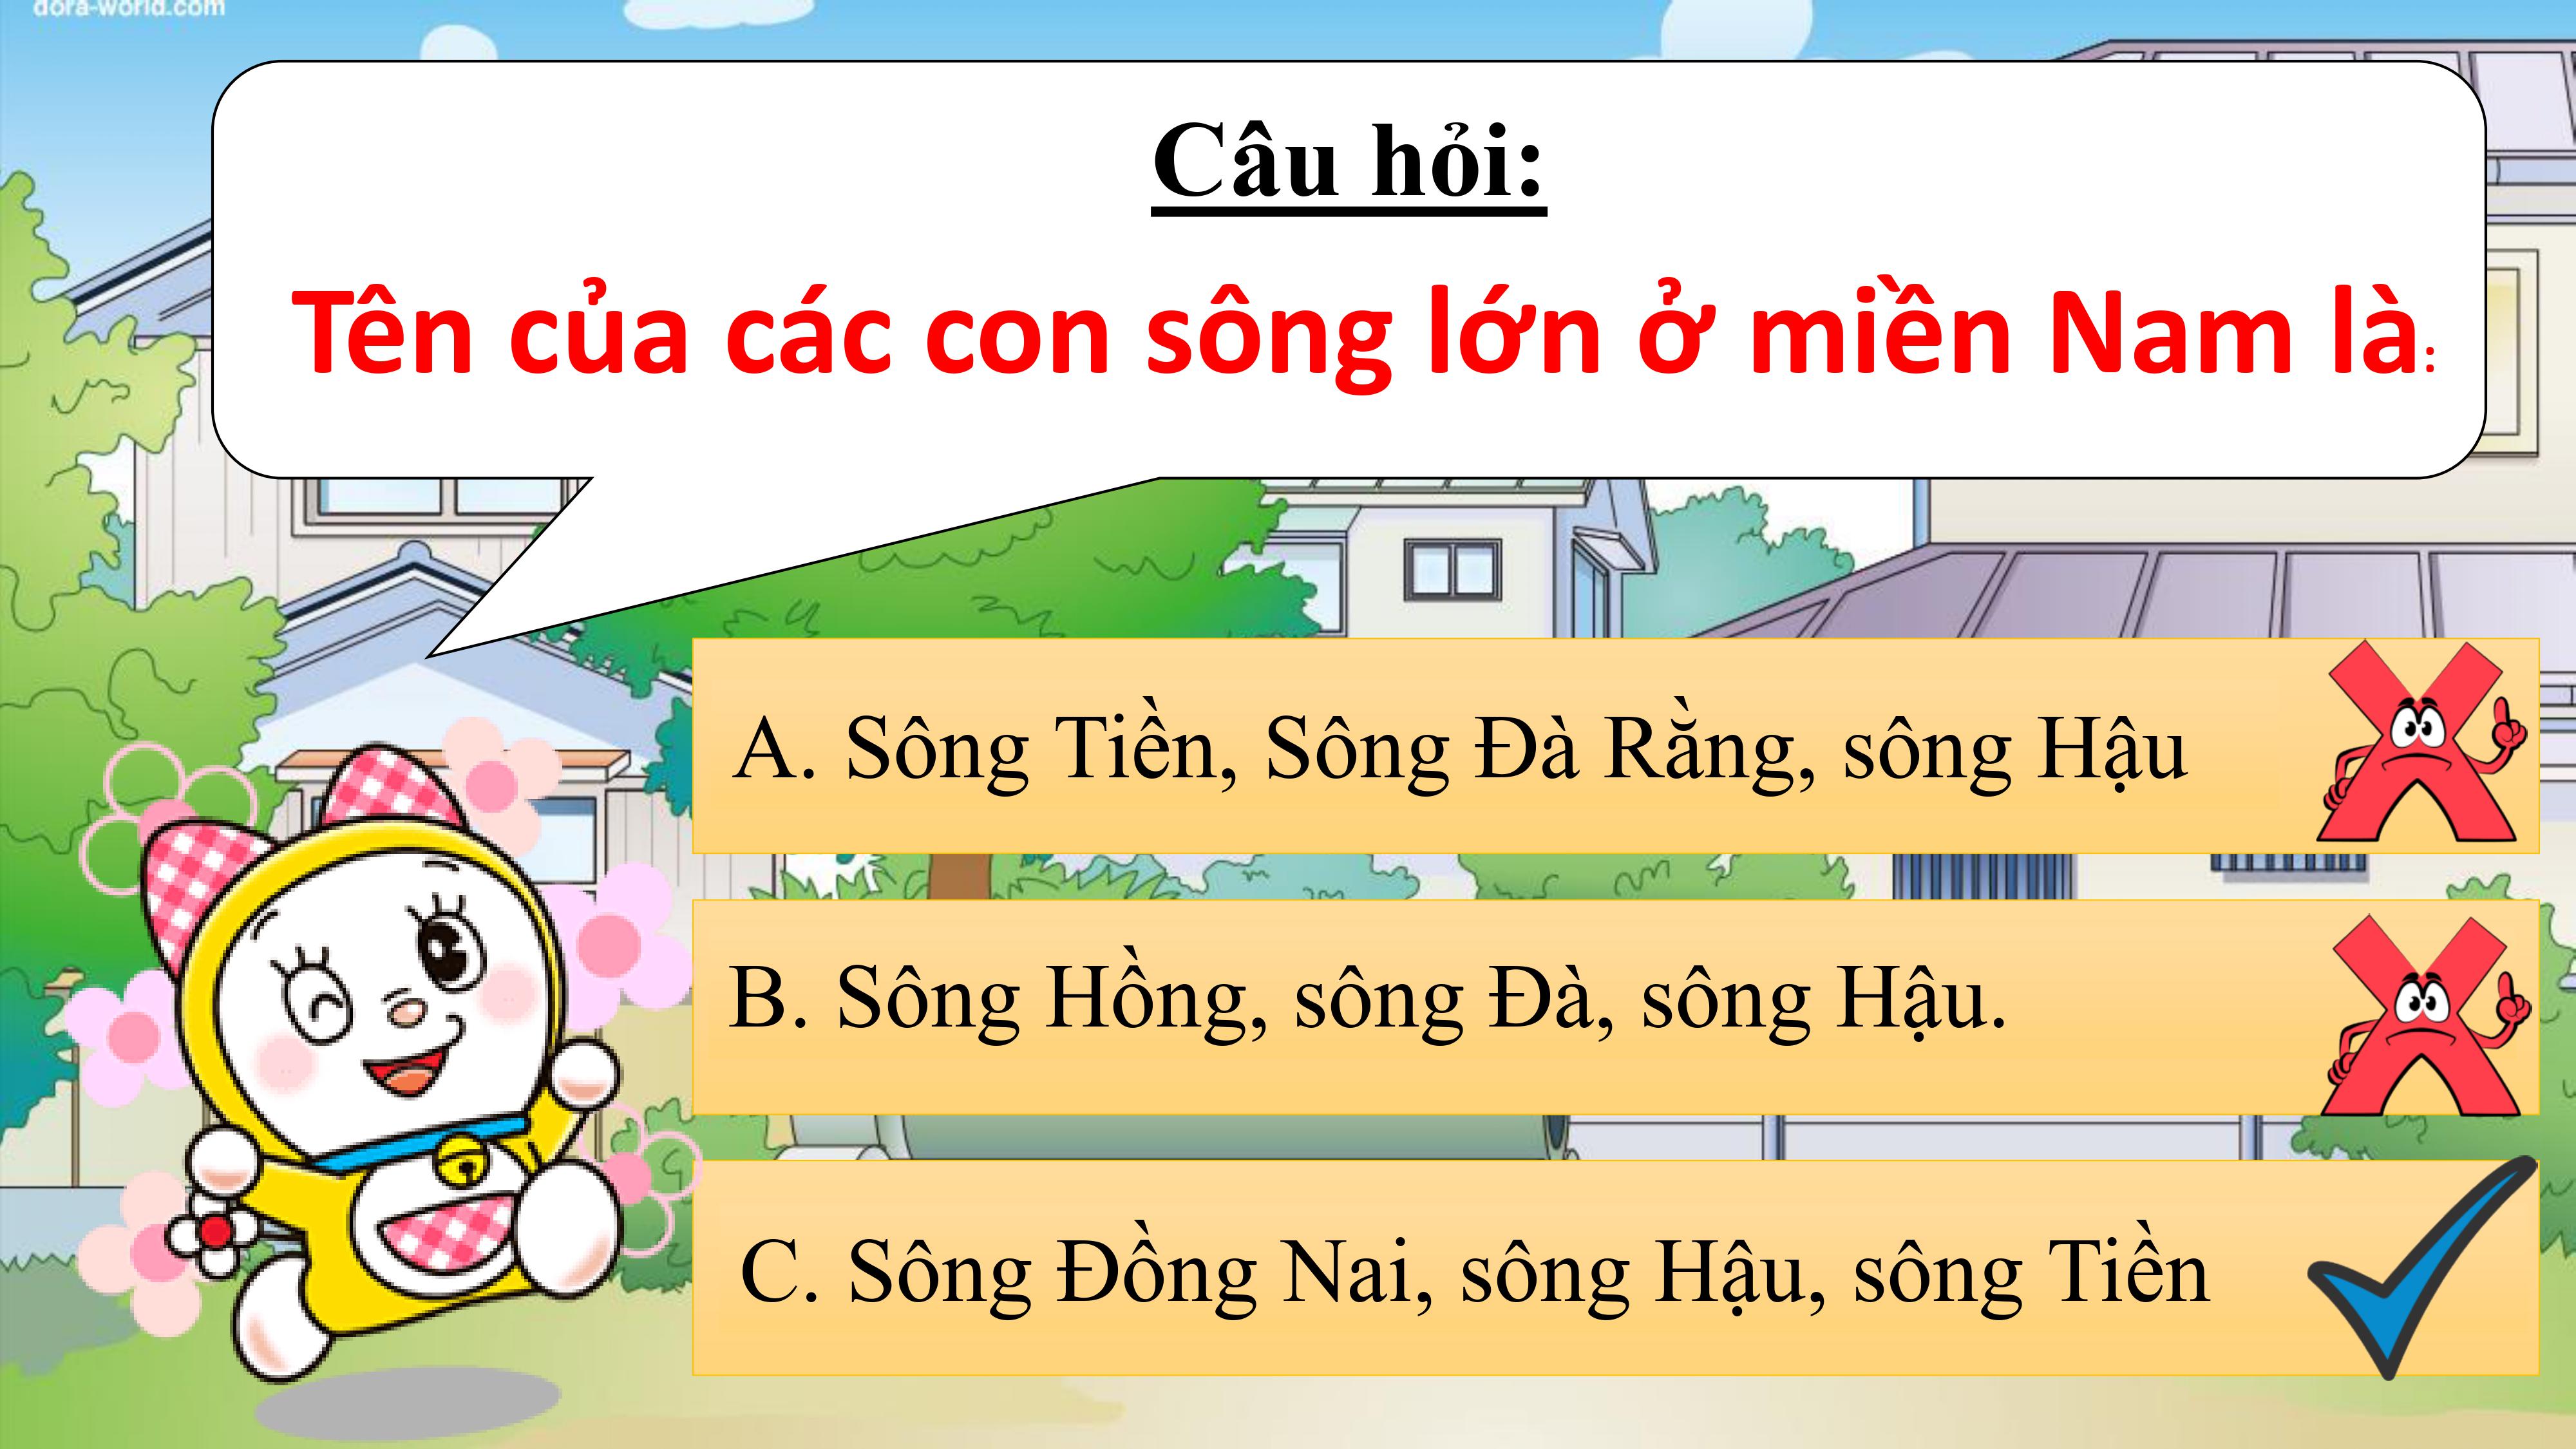 dora-world.com
Câu hỏi:
Tên của các con sông lớn ở miền Nam là:
A. Sông Tiền, Sông Đà Rằng, sông Hậu
B. Sông Hồng, sông Đà, sông Hậu.
C. Sông Đồng Nai, sông Hậu, sông Tiền